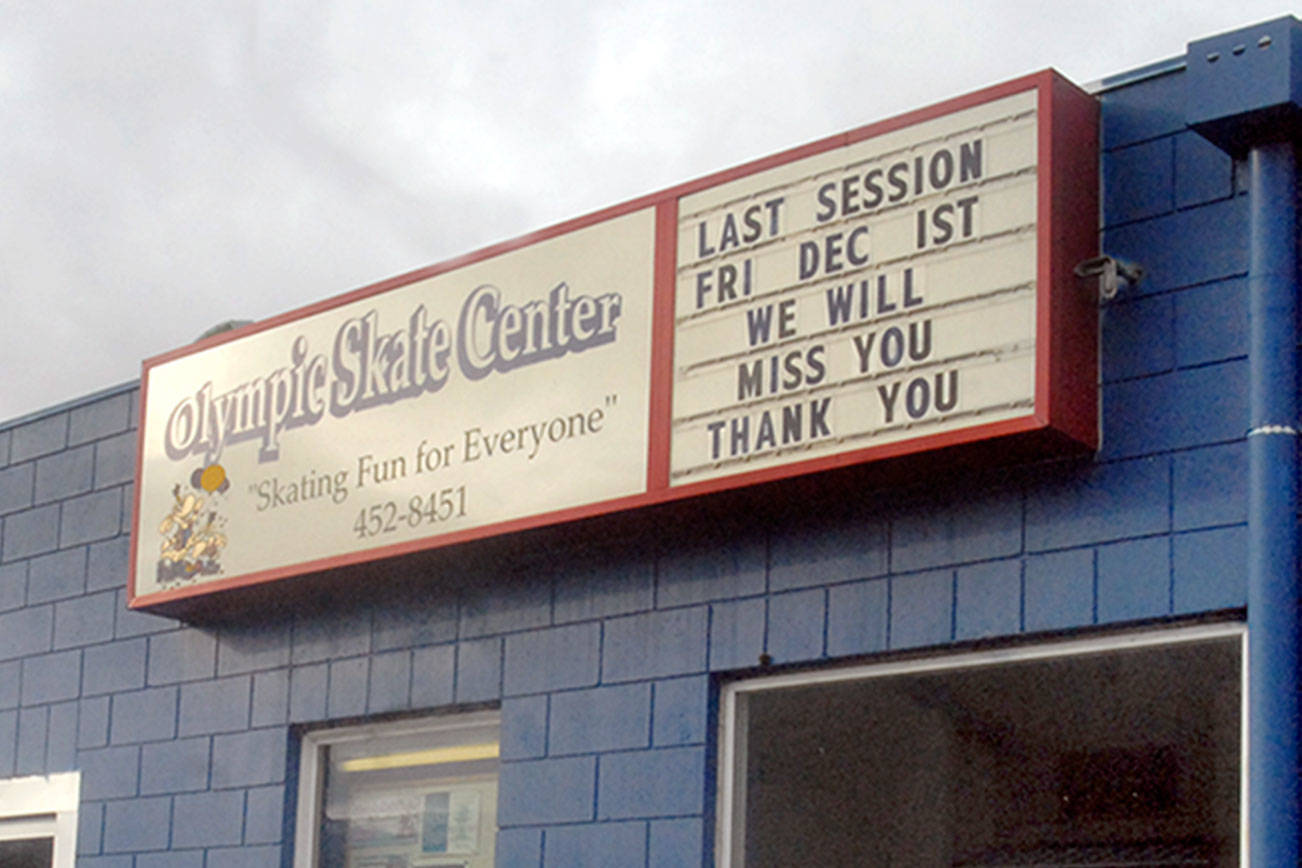 Olympic Skate Center
"Skating Fun for Everyone"
452-8451
LAST SESSION
FRI DEC IST
WE WILL
MISS YOU
THANK YOU